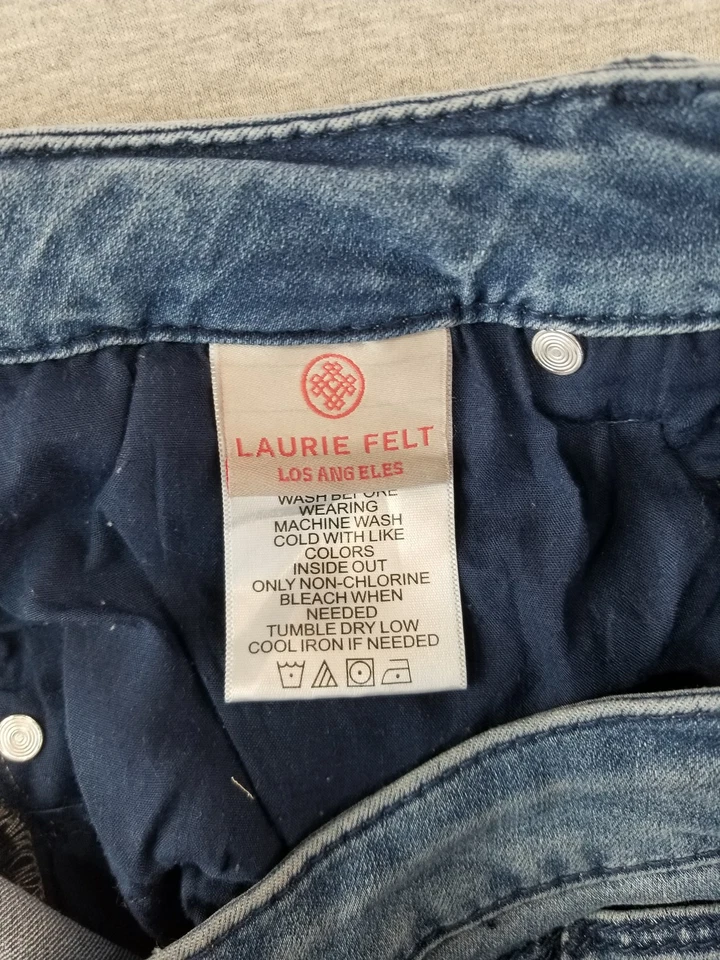 LAURIE FELT
LOS ANGELES
WASH BEFORE
WEARING
MACHINE WASH
COLD WITH LIKE
COLORS
INSIDE OUT
ONLY NON-CHLORINE
BLEACH WHEN
NEEDED
TUMBLE DRY LOW
COOL IRON IF NEEDED